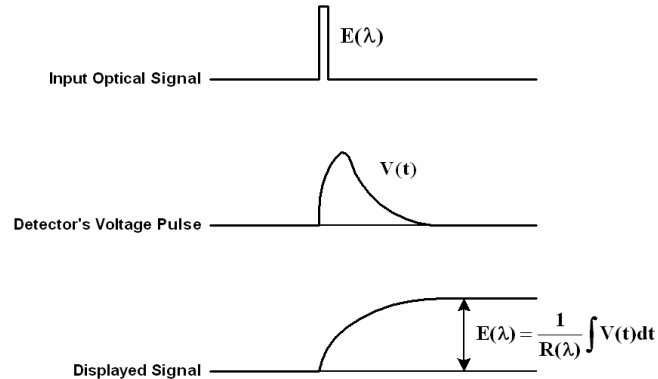 E(λ)
Input Optical Signal
V(t)
Detector's Voltage Pulse
E(λ) = 1/R(λ) ∫ V(t)dt
Displayed Signal